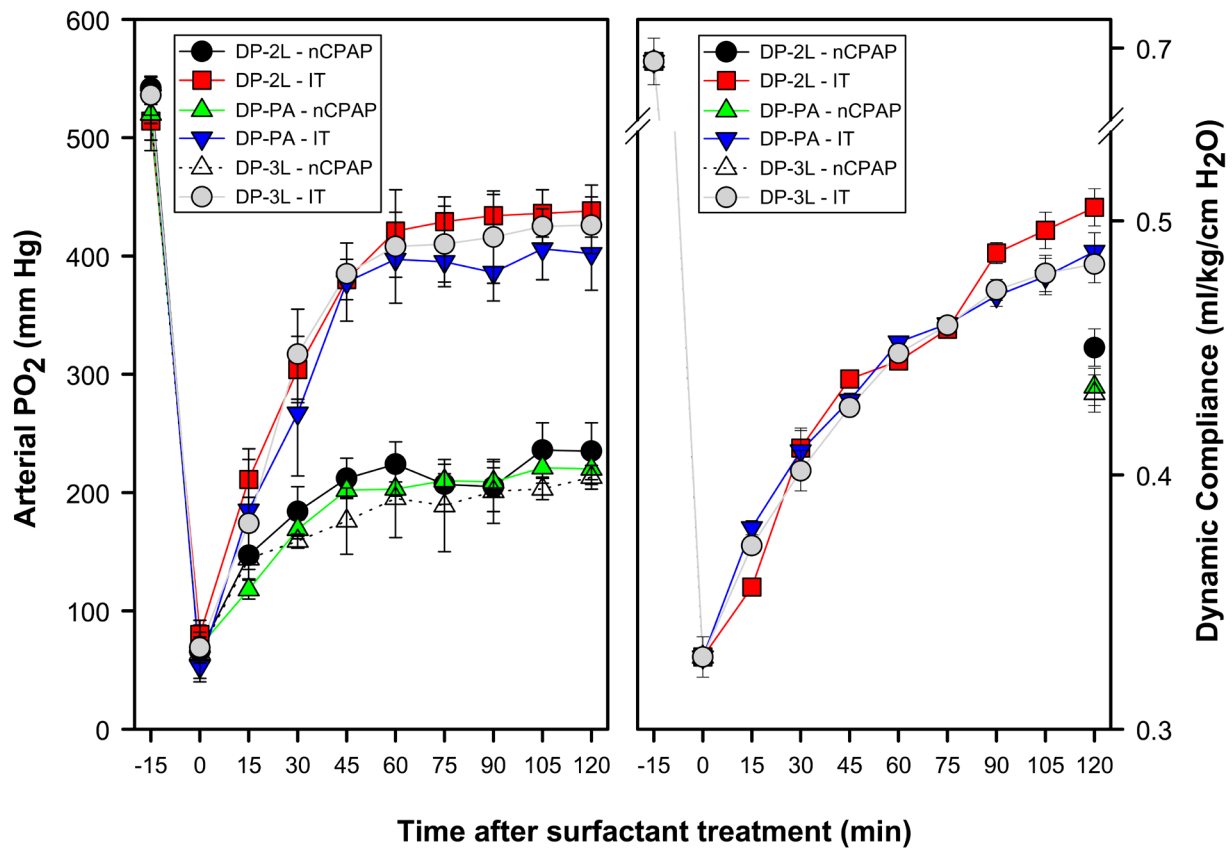 600
500
400
300
200
100
0
Arterial PO2 (mm Hg)
DP-2L - nCPAP
DP-2L - IT
DP-PA - nCPAP
DP-PA - IT
DP-3L - nCPAP
DP-3L - IT
-15 0 15 30 45 60 75 90 105 120
DP-2L - nCPAP
DP-2L - IT
DP-PA - nCPAP
DP-PA - IT
DP-3L - nCPAP
DP-3L - IT
-15 0 15 30 45 60 75 90 105 120
0.7
0.5
0.4
0.3
Dynamic Compliance (ml/kg/cm H2O)
Time after surfactant treatment (min)